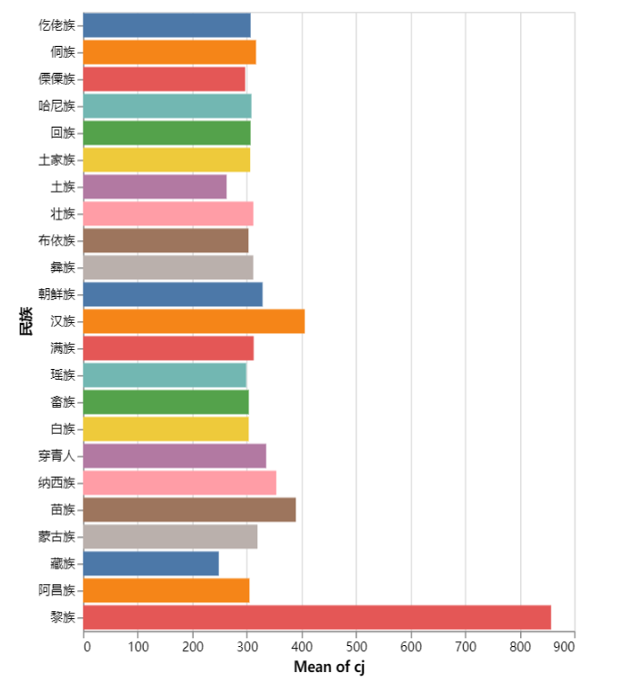 仡佬族
侗族
傈僳族
哈尼族
回族
土家族
土族
壮族
布依族
彝族
朝鲜族
汉族
满族
瑶族
畲族
白族
穿青人
纳西族
苗族
蒙古族
藏族
阿昌族
黎族
民族
0 100 200 300 400 500 600 700 800 900
Mean of cj